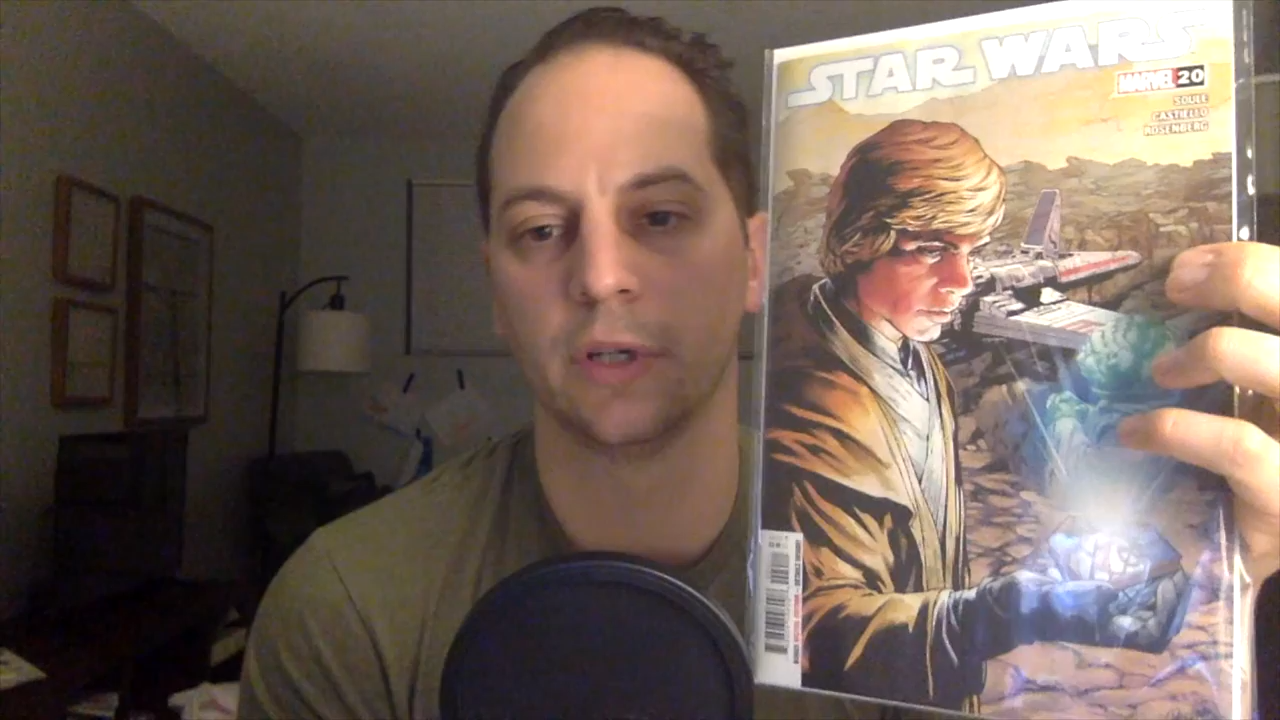 STAR WARS
MARVEL 20
SOULE
CASTIELLO
ROSENBERG